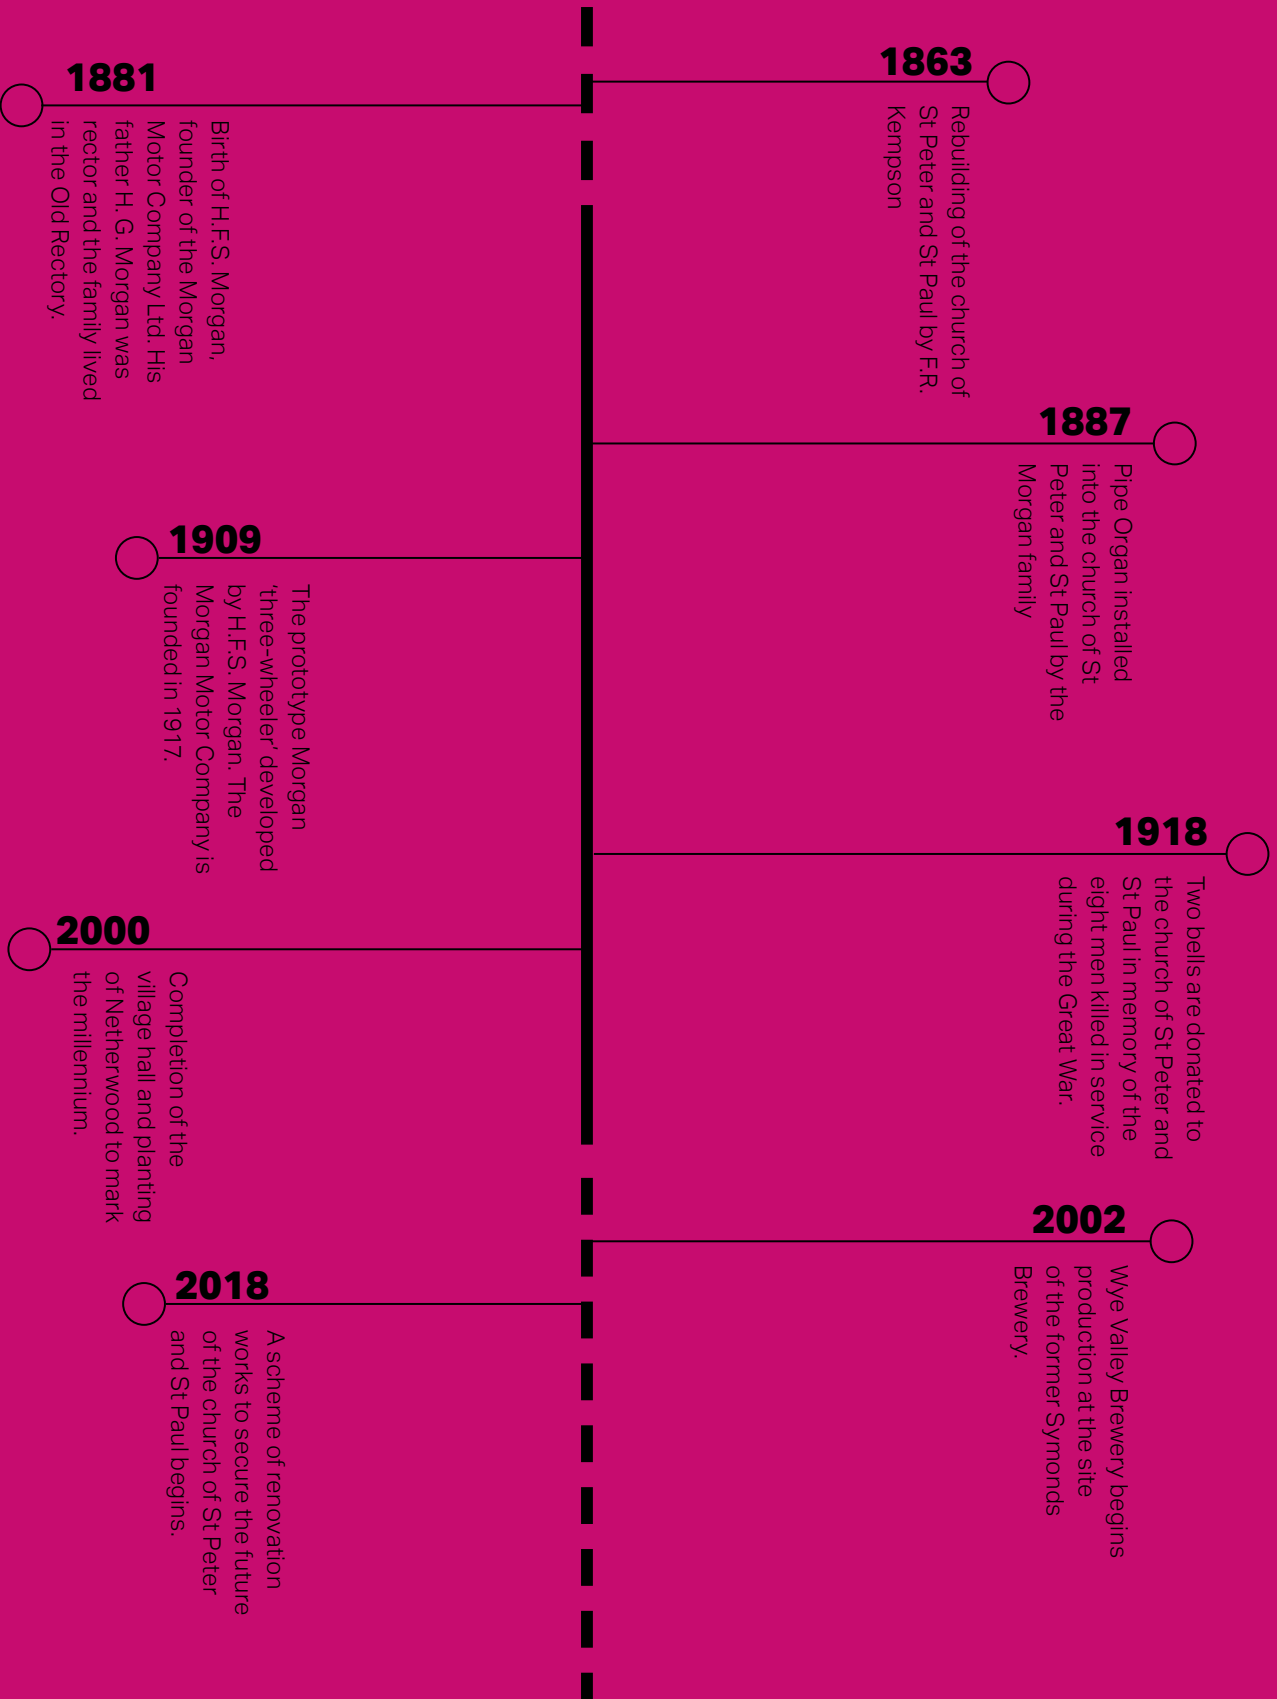 1863
Rebuilding of the church of
St Peter and St Paul by F.R.
Kempson
1881
Birth of H.F.S. Morgan,
founder of the Morgan
Motor Company Ltd. His
father H. G. Morgan was
rector and the family lived
in the Old Rectory.
1887
Pipe Organ installed
into the church of St
Peter and St Paul by the
Morgan family
1909
The prototype Morgan
‘three-wheeler’ developed
by H.F.S. Morgan. The
Morgan Motor Company is
founded in 1917.
1918
Two bells are donated to
the church of St Peter and
St Paul in memory of the
eight men killed in service
during the Great War.
2000
Completion of the
village hall and planting
of Netherwood to mark
the millennium.
2002
Wye Valley Brewery begins
production at the site
of the former Symonds
Brewery.
2018
A scheme of renovation
works to secure the future
of the church of St Peter
and St Paul begins.